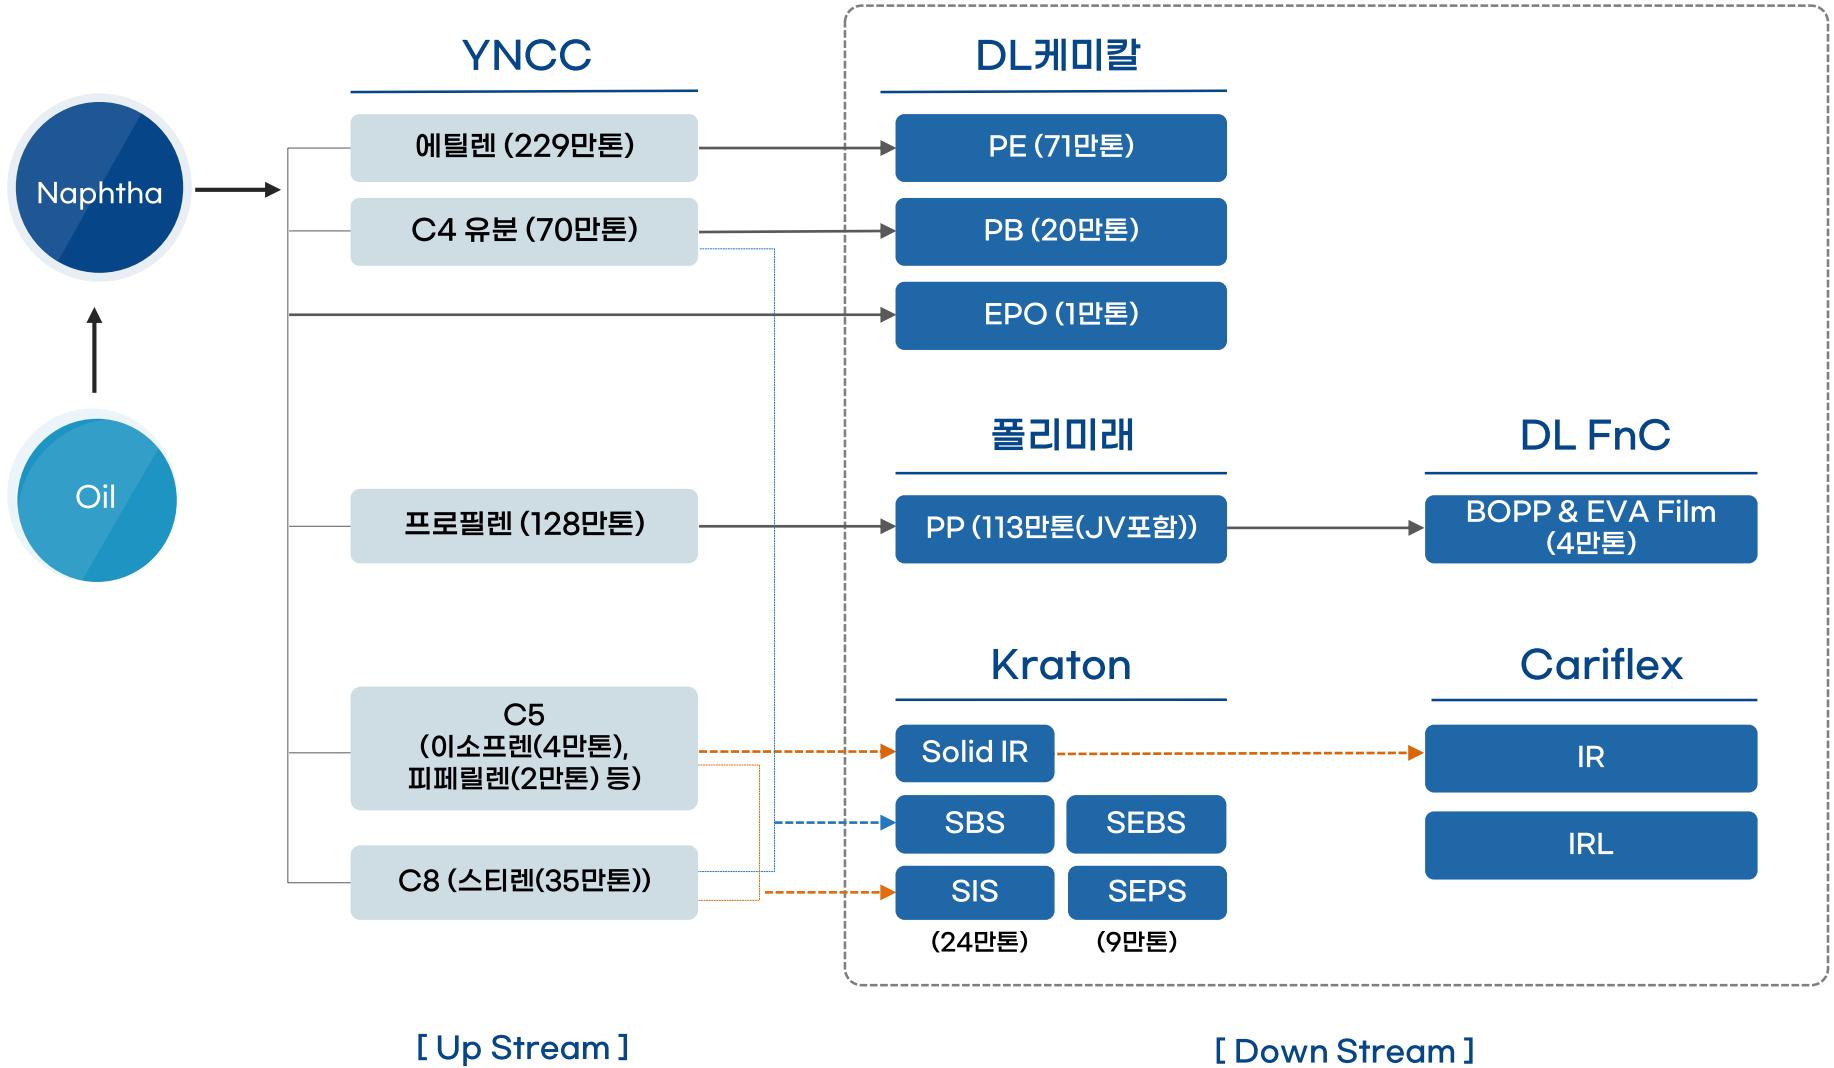 YNCC
DL케미칼
Naphtha
에틸렌 (229만톤)
PE (71만톤)
C4 유분 (70만톤)
PB (20만톤)
EPO (1만톤)
Oil
폴리미래
DL FnC
프로필렌 (128만톤)
PP (113만톤(JV포함))
BOPP & EVA Film
(4만톤)
Kraton
Cariflex
C5
(이소프렌(4만톤),
피페릴렌(2만톤) 등)
Solid IR
IR
SBS
SEBS
IRL
C8 (스티렌(35만톤))
SIS
SEPS
(24만톤)
(9만톤)
[ Up Stream ]
[ Down Stream ]